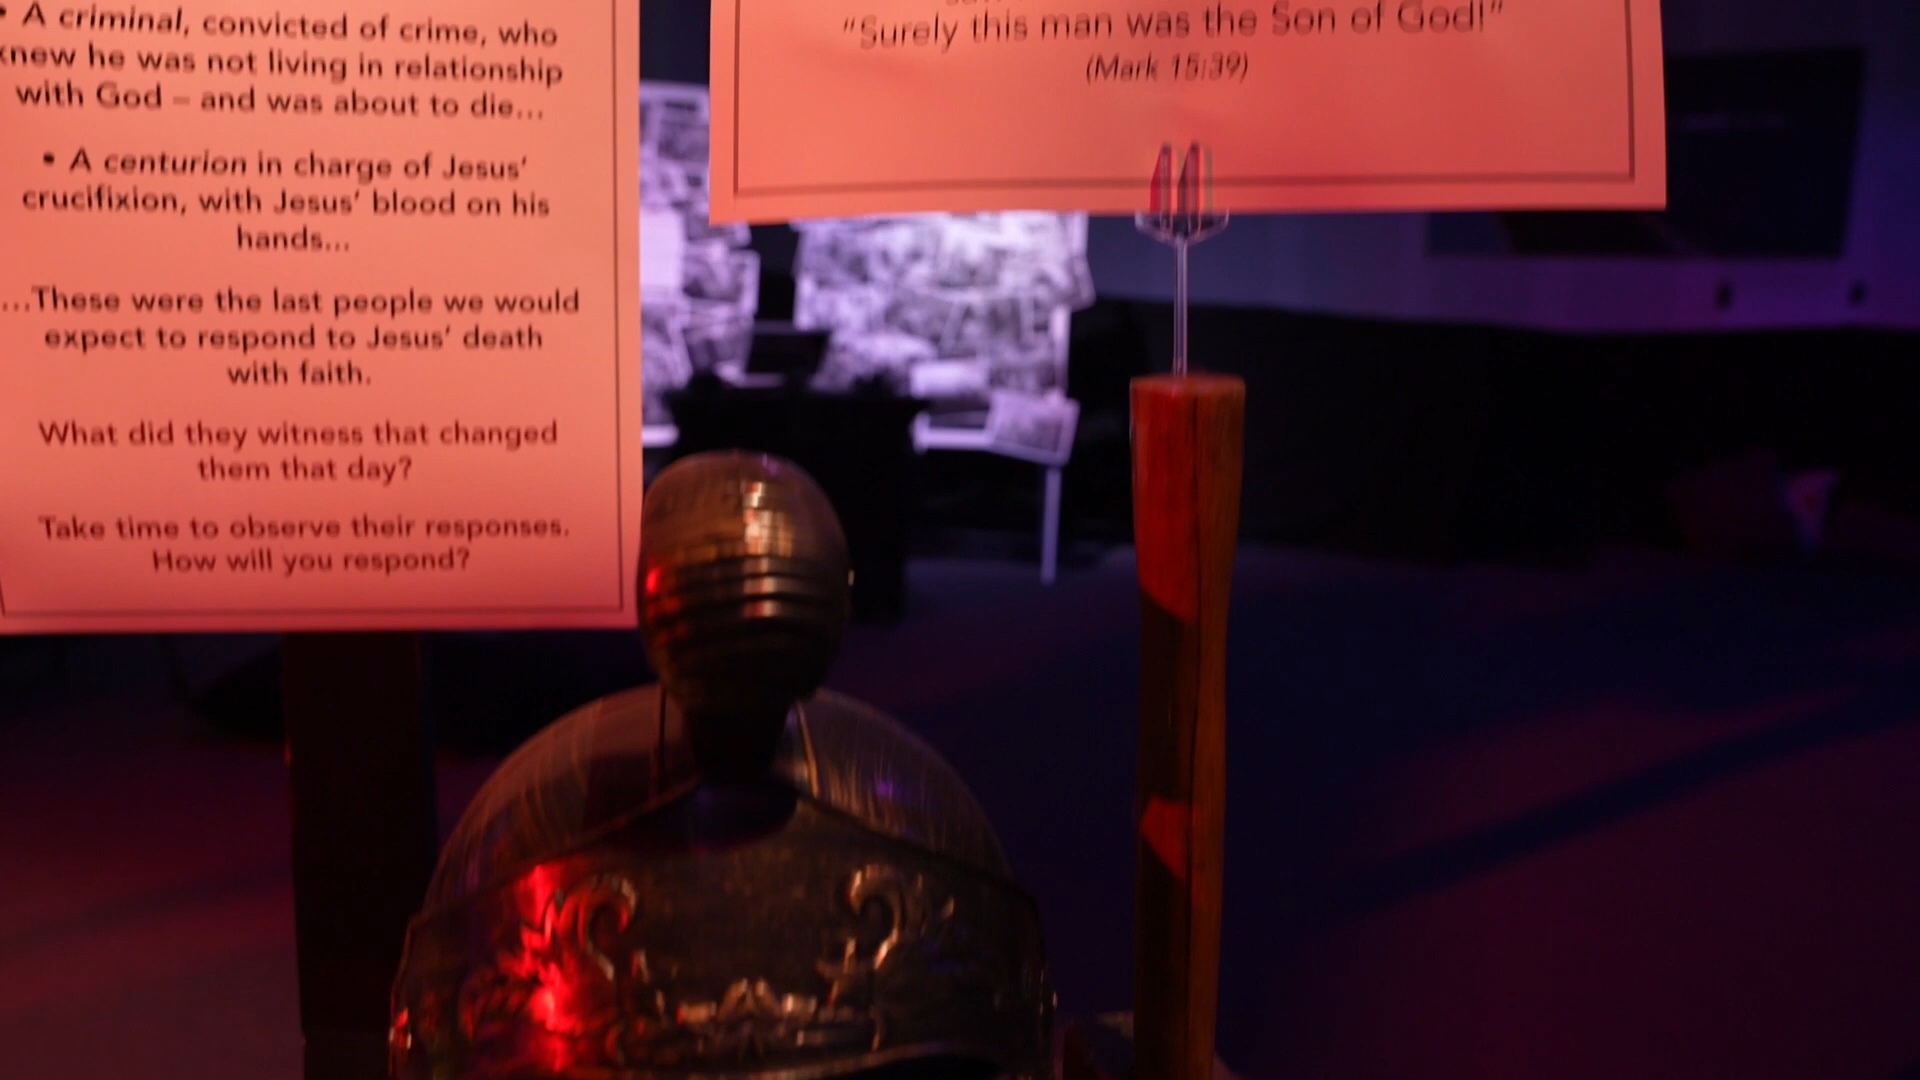 • A criminal, convicted of crime, who
knew he was not living in relationship
with God – and was about to die...
• A centurion in charge of Jesus'
crucifixion, with Jesus' blood on his
hands...
...These were the last people we would
expect to respond to Jesus' death
with faith.
What did they witness that changed
them that day?
Take time to observe their responses.
How will you respond?
"Surely this man was the Son of God!"
(Mark 15:39)